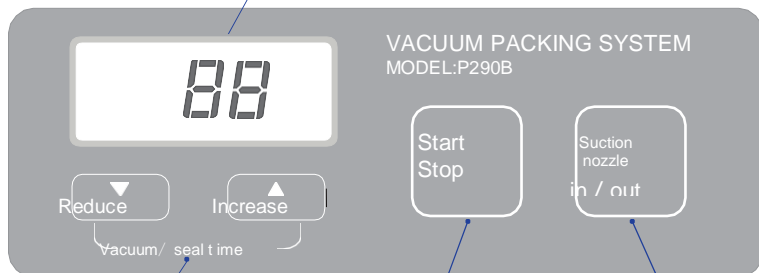 88
VACUUM PACKING SYSTEM
MODEL:P290B
Start
Stop
Suction
nozzle
in / out
Reduce
Increase
Vacuum/ seal time